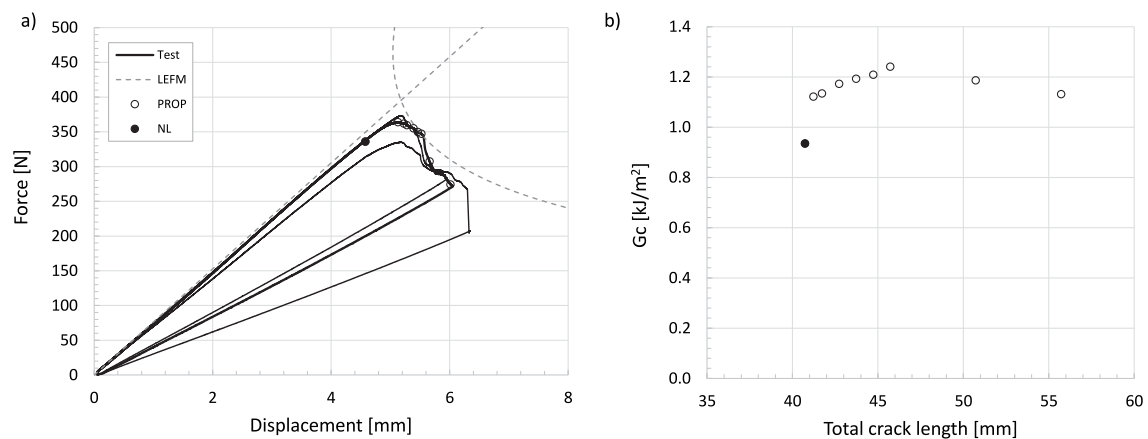 a)
500
450
400
350
300
250
200
150
100
50
0
Force [N]
Test
LEFM
PROP
NL
0 2 4 6 8
Displacement [mm]
b)
1.4
1.2
1.0
0.8
0.6
0.4
0.2
0.0
Gc [kJ/m²]
35 40 45 50 55 60
Total crack length [mm]